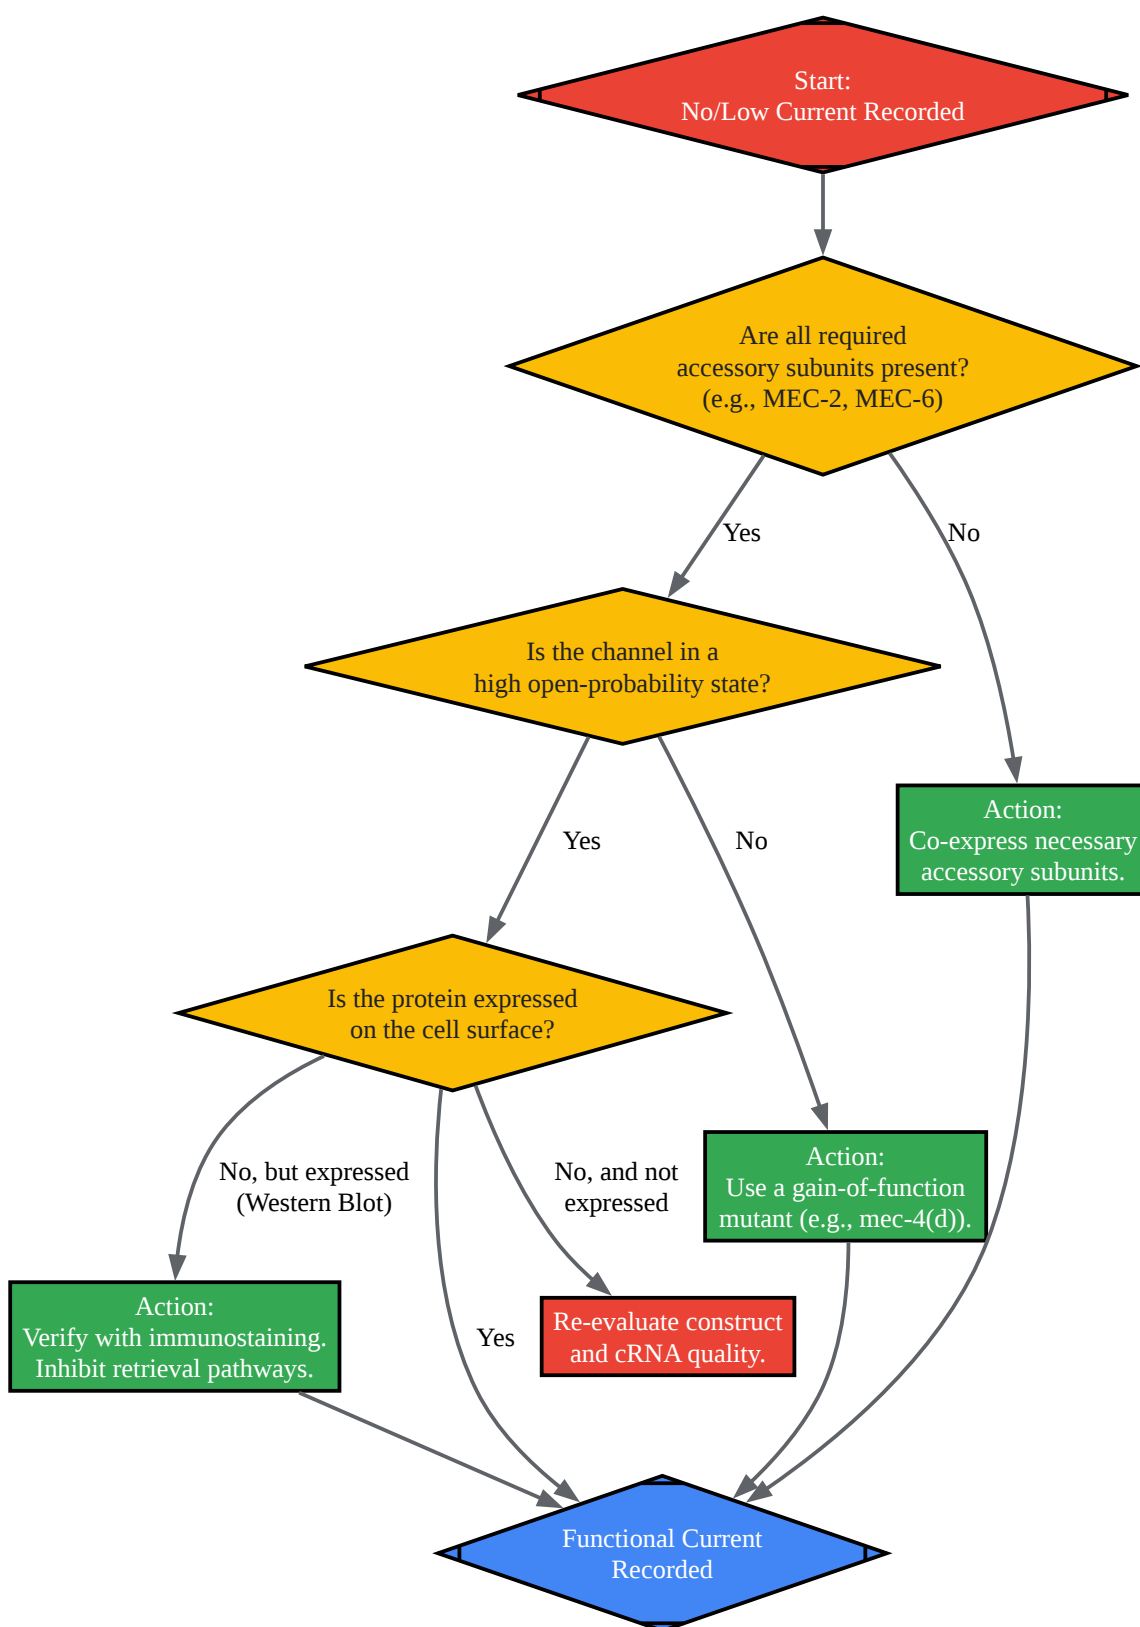 Start:
No/Low Current Recorded
Are all required
accessory subunits present?
(e.g., MEC-2, MEC-6)
Yes
No
Is the channel in a
high open-probability state?
Action:
Co-express necessary
accessory subunits.
Yes
No
Is the protein expressed
on the cell surface?
No, but expressed
(Western Blot)
No, and not
expressed
Action:
Use a gain-of-function
mutant (e.g., mec-4(d)).
Action:
Verify with immunostaining.
Inhibit retrieval pathways.
Yes
Re-evaluate construct
and cRNA quality.
Functional Current
Recorded